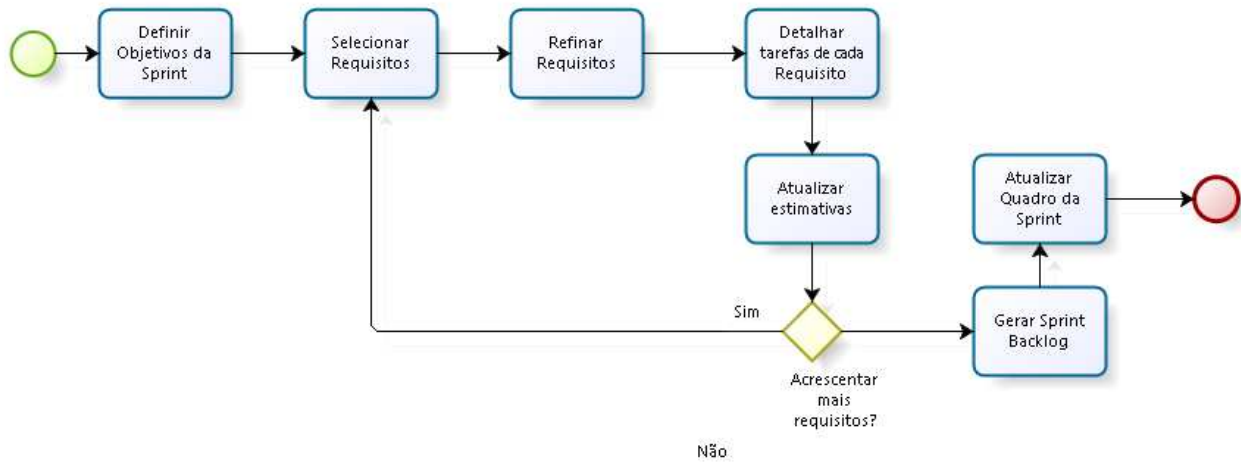 Definir
Objetivos da
Sprint
Selecionar
Requisitos
Refinar
Requisitos
Detalhar
tarefas de cada
Requisito
Atualizar
estimativas
Atualizar
Quadro da
Sprint
Sim
Gerar Sprint
Backlog
Acrescentar
mais
requisitos?
Não